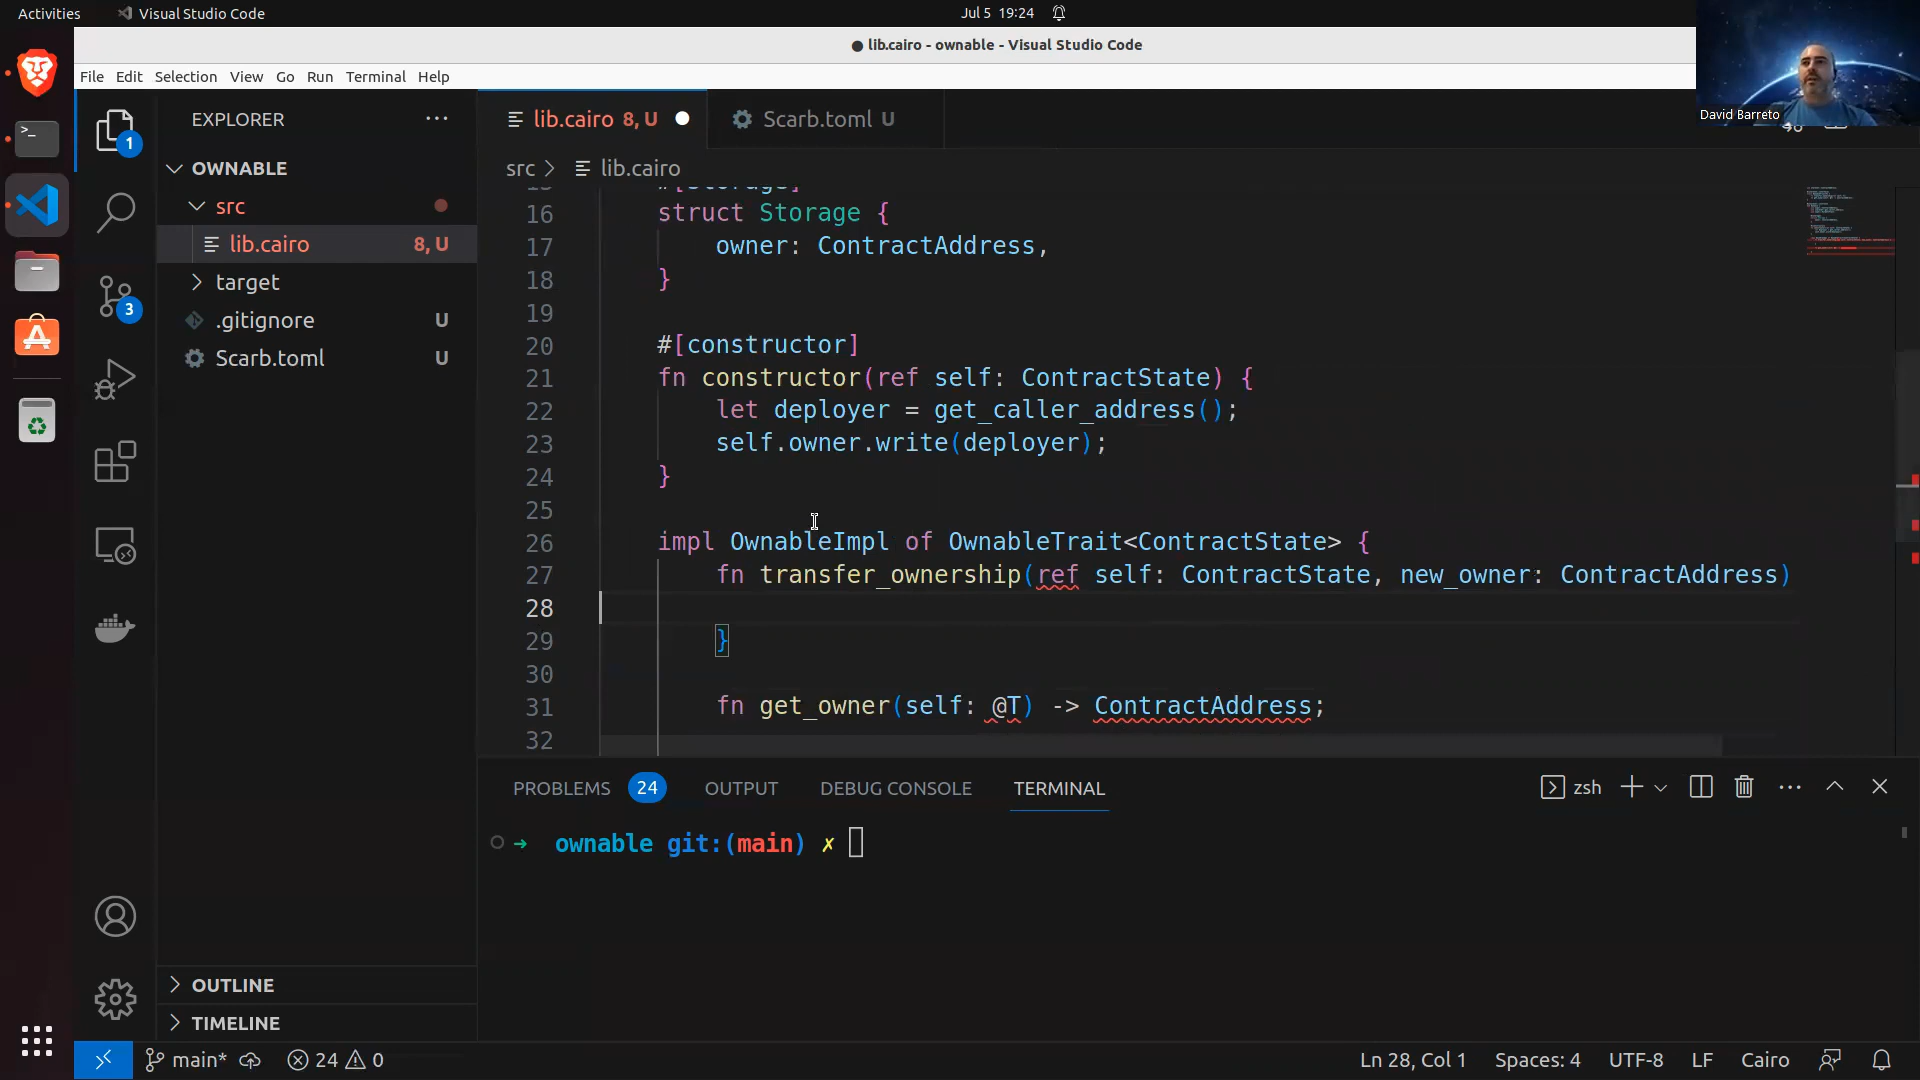 Activities
Visual Studio Code
Jul 5 19:24
● lib.cairo - ownable - Visual Studio Code
David Barreto
File Edit Selection View Go Run Terminal Help
EXPLORER
lib.cairo 8, U
Scarb.toml U
1
OWNABLE
src > lib.cairo
src
lib.cairo 8, U
target
.gitignore U
Scarb.toml U
3
15 #[storage]
16 struct Storage {
17 owner: ContractAddress,
18 }
19
20 #[constructor]
21 fn constructor(ref self: ContractState) {
22 let deployer = get_caller_address();
23 self.owner.write(deployer);
24 }
25
26 impl OwnableImpl of OwnableTrait<ContractState> {
27 fn transfer_ownership(ref self: ContractState, new_owner: ContractAddress)
28
29 }
30
31 fn get_owner(self: @T) -> ContractAddress;
32
PROBLEMS 24 OUTPUT DEBUG CONSOLE TERMINAL
zsh
➜ ownable git:(main) ✗
OUTLINE
TIMELINE
main* 24 0
Ln 28, Col 1 Spaces: 4 UTF-8 LF Cairo